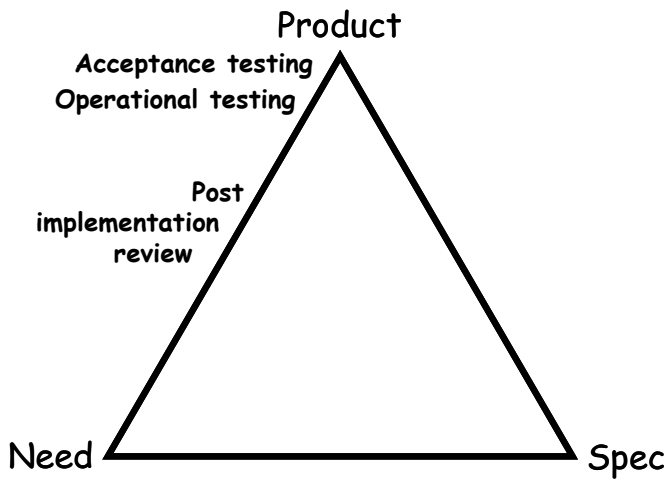 Product
Acceptance testing
Operational testing
Post
implementation
review
Need
Spec